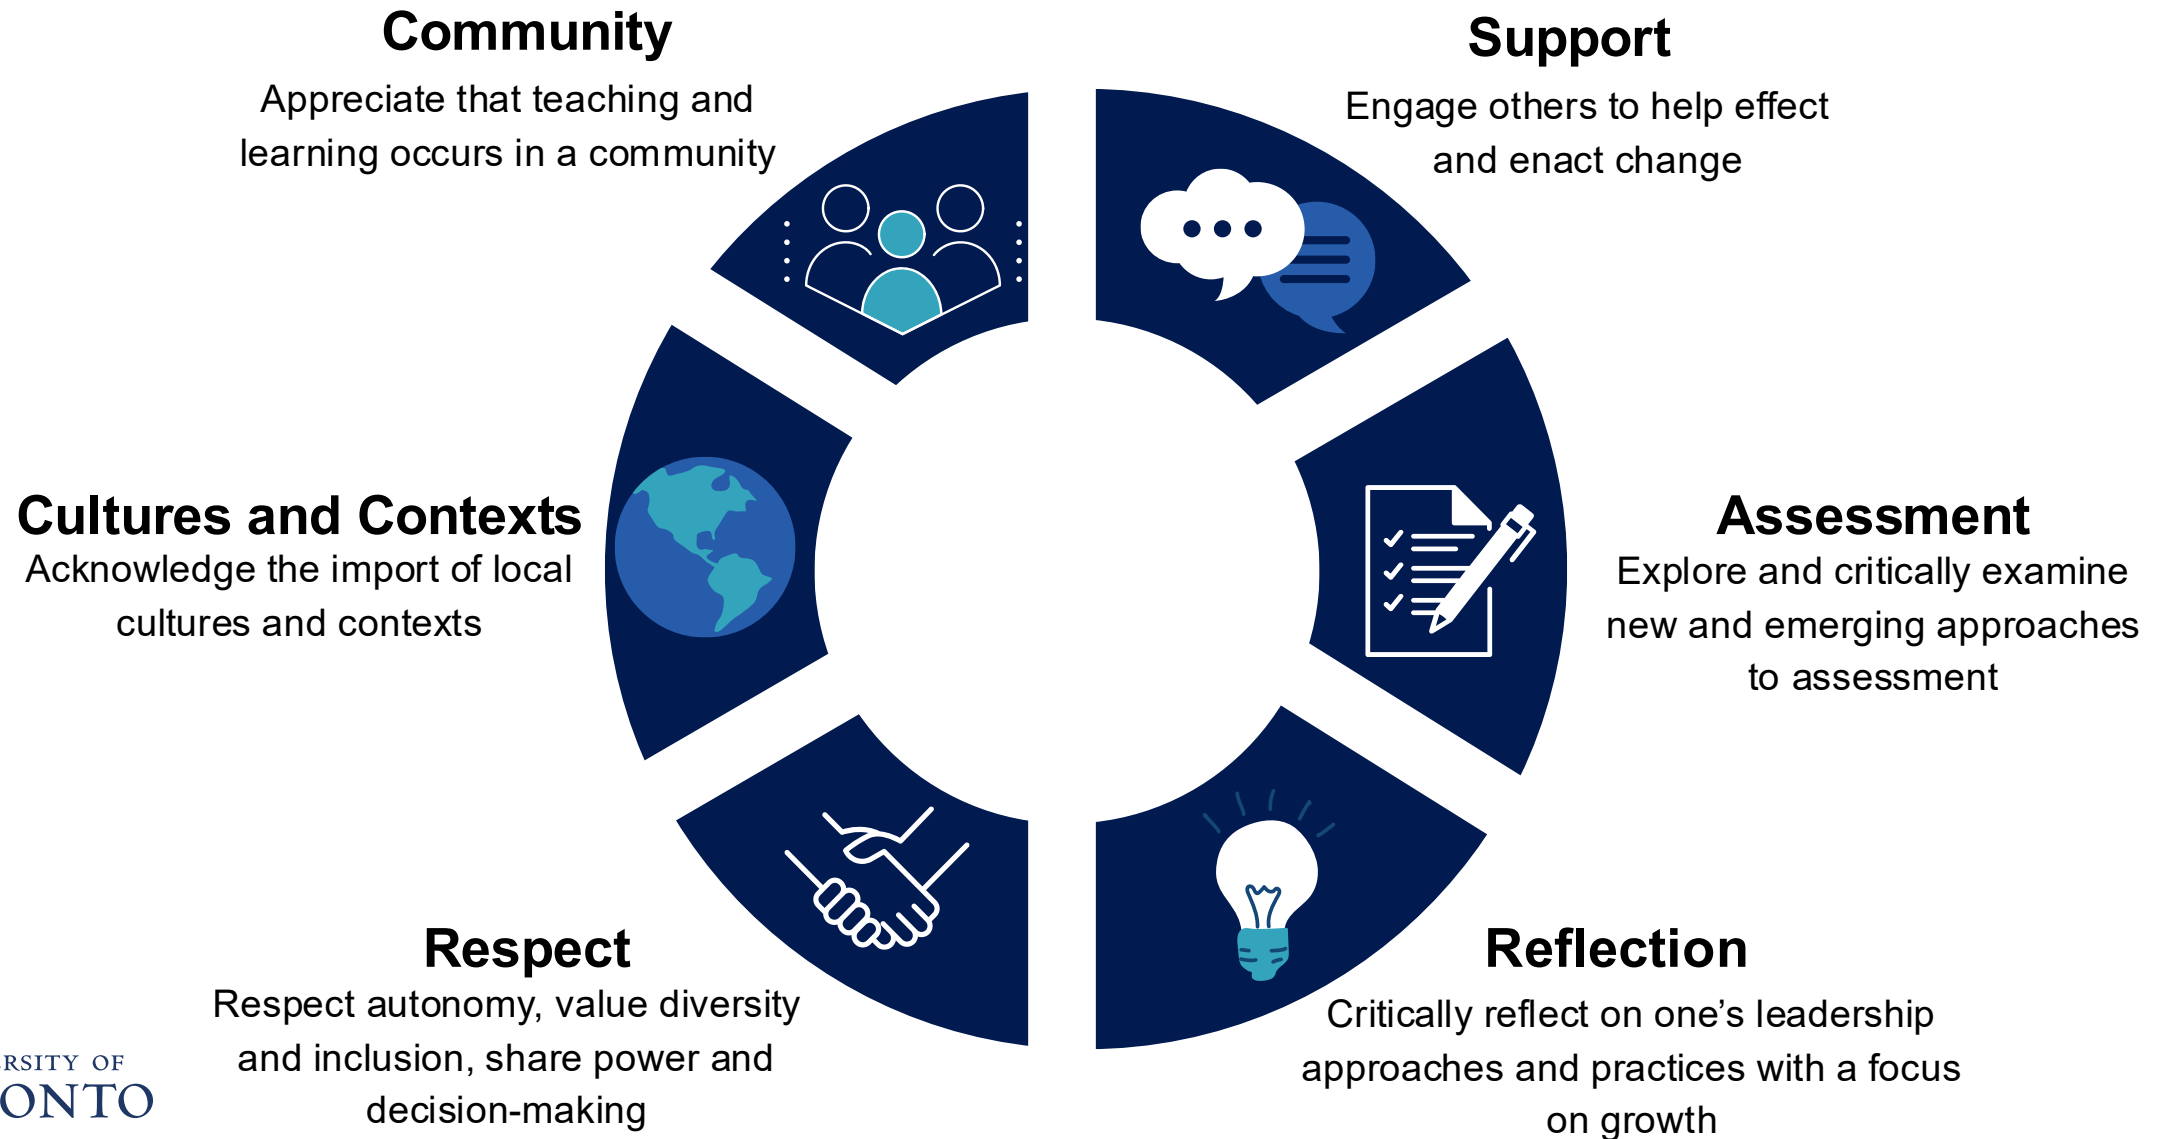 Community
Appreciate that teaching and
learning occurs in a community
Support
Engage others to help effect
and enact change
Cultures and Contexts
Acknowledge the import of local
cultures and contexts
Assessment
Explore and critically examine
new and emerging approaches
to assessment
Respect
Respect autonomy, value diversity
and inclusion, share power and
decision-making
Reflection
Critically reflect on one’s leadership
approaches and practices with a focus
on growth
RSITY OF
ONTO